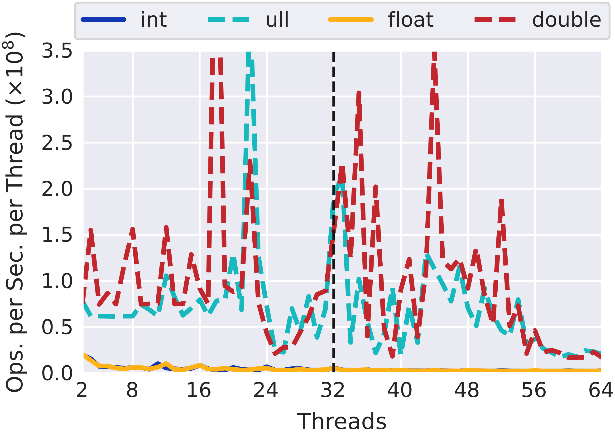 int ull float double
Ops. per Sec. per Thread (×10⁸)
3.5
3.0
2.5
2.0
1.5
1.0
0.5
0.0
2 8 16 24 32 40 48 56 64
Threads